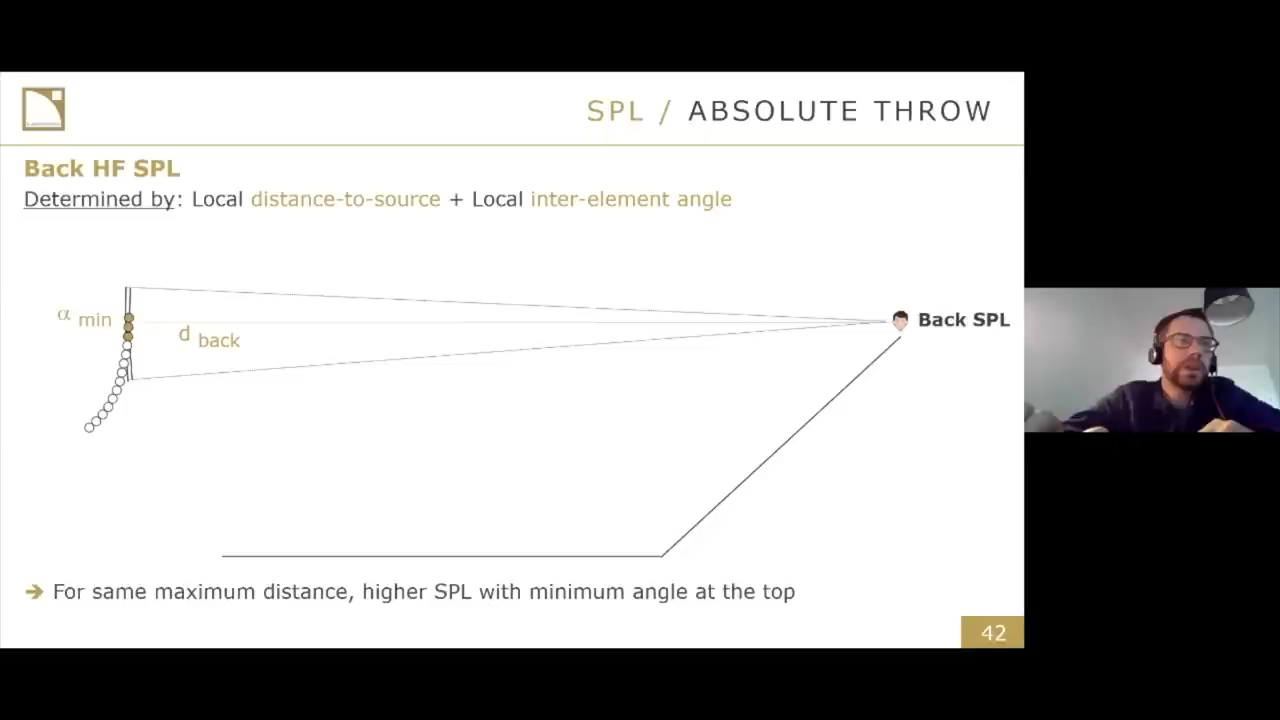 SPL / ABSOLUTE THROW
Back HF SPL
Determined by: Local distance-to-source + Local inter-element angle
α min
d back
Back SPL
➔ For same maximum distance, higher SPL with minimum angle at the top
42